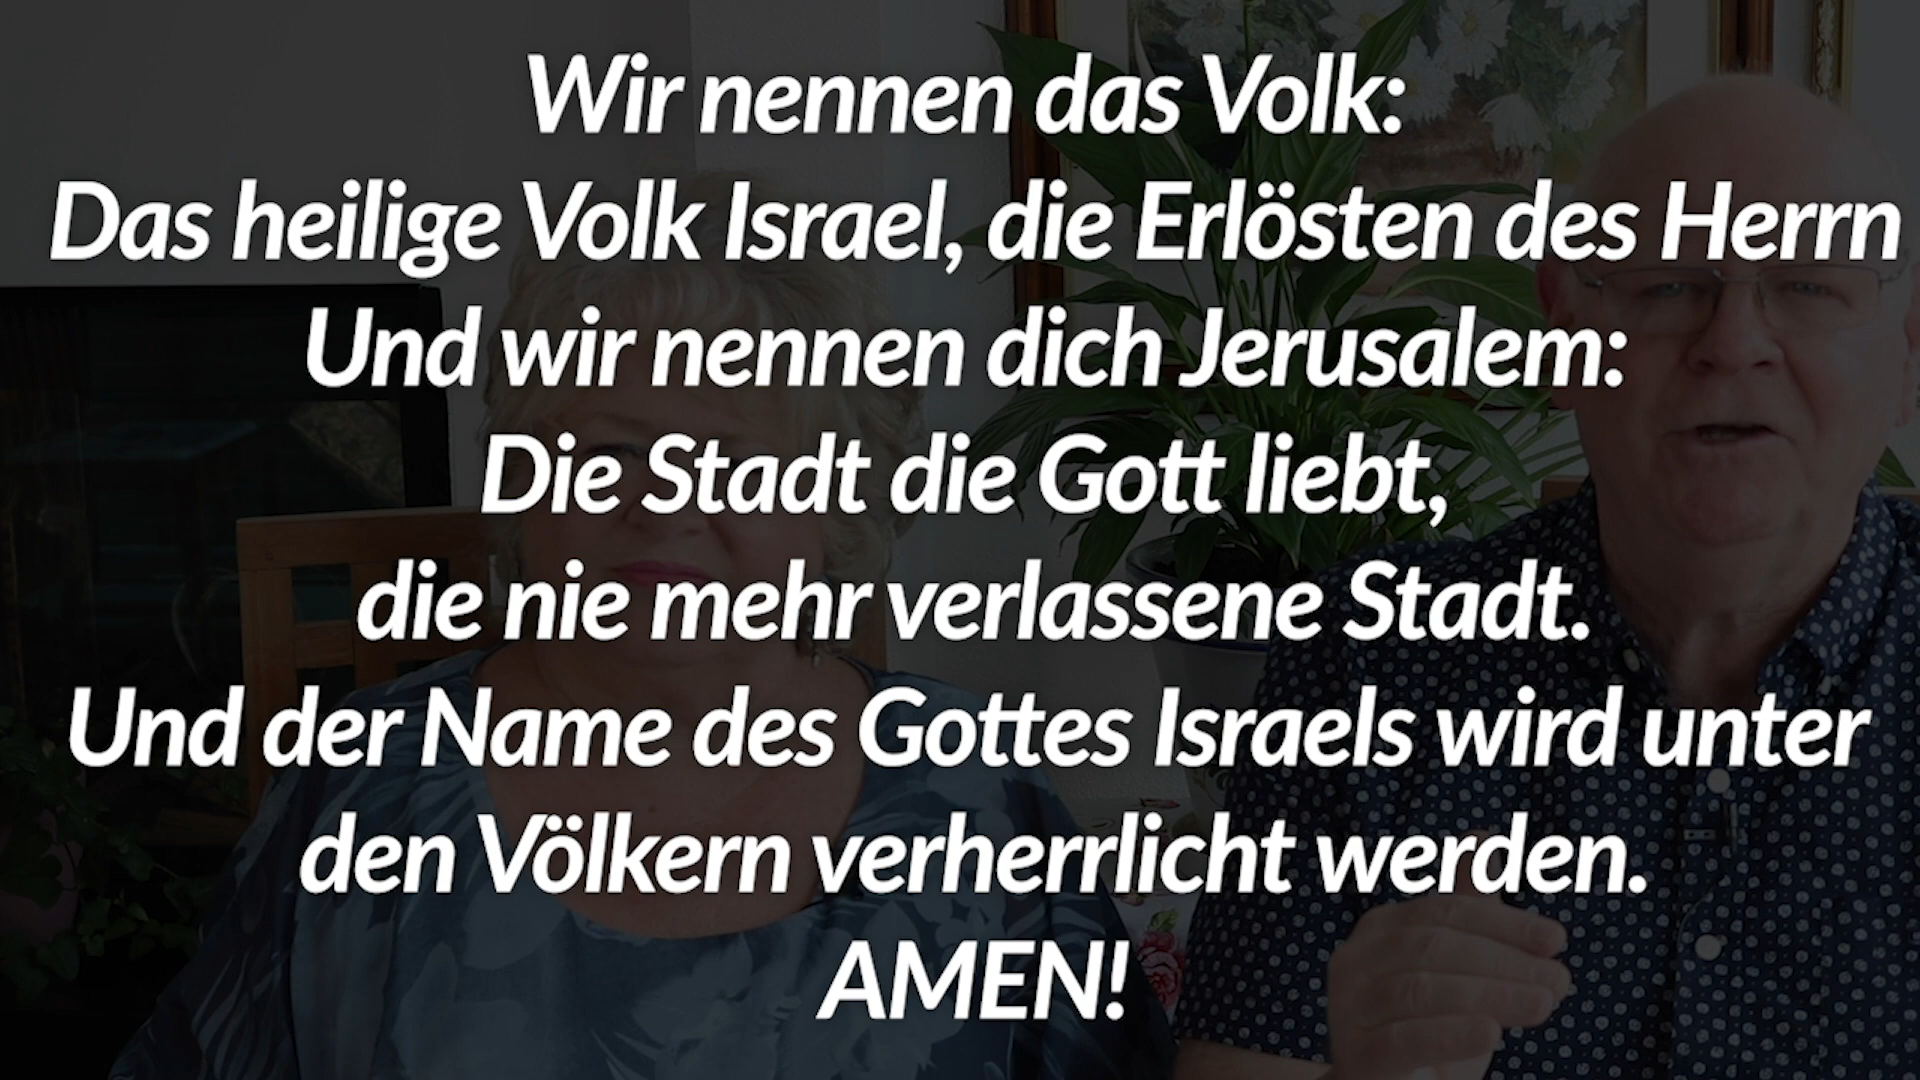 Wir nennen das Volk:
Das heilige Volk Israel, die Erlösten des Herrn
Und wir nennen dich Jerusalem:
Die Stadt die Gott liebt,
die nie mehr verlassene Stadt.
Und der Name des Gottes Israels wird unter
den Völkern verherrlicht werden.
AMEN!